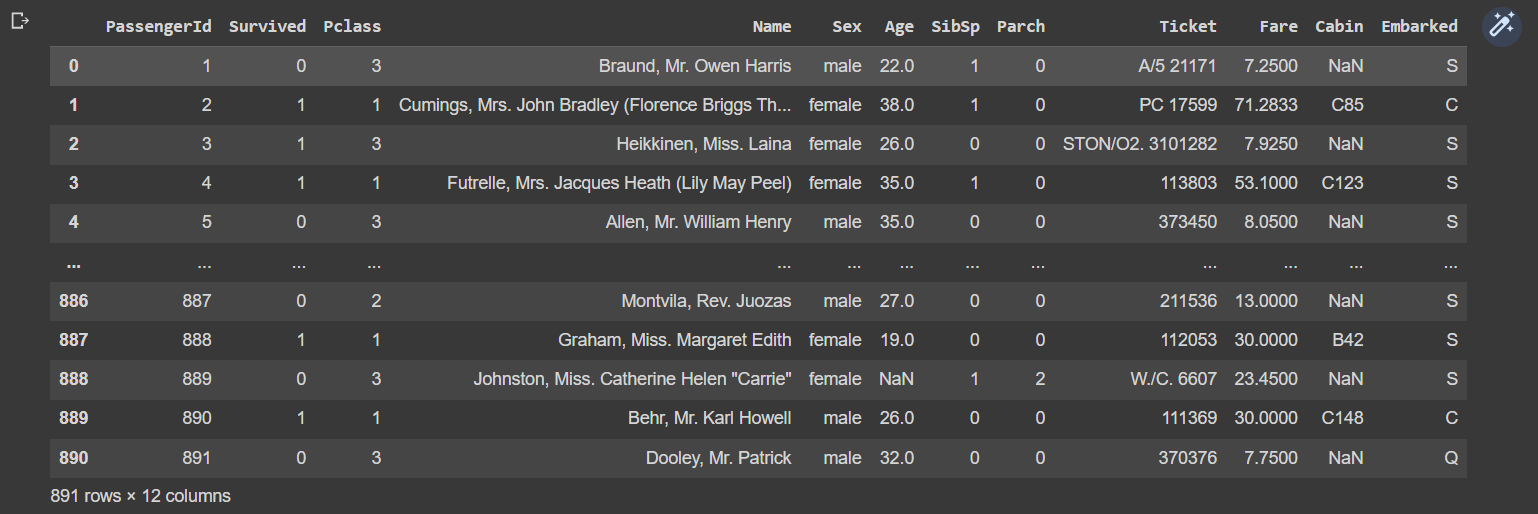 PassengerId Survived Pclass Name Sex Age SibSp Parch Ticket Fare Cabin Embarked
0 1 0 3 Braund, Mr. Owen Harris male 22.0 1 0 A/5 21171 7.2500 NaN S
1 2 1 1 Cumings, Mrs. John Bradley (Florence Briggs Th... female 38.0 1 0 PC 17599 71.2833 C85 C
2 3 1 3 Heikkinen, Miss. Laina female 26.0 0 0 STON/O2. 3101282 7.9250 NaN S
3 4 1 1 Futrelle, Mrs. Jacques Heath (Lily May Peel) female 35.0 1 0 113803 53.1000 C123 S
4 5 0 3 Allen, Mr. William Henry male 35.0 0 0 373450 8.0500 NaN S
... ... ... ... ... ... ... ... ... ... ... ... ...
886 887 0 2 Montvila, Rev. Juozas male 27.0 0 0 211536 13.0000 NaN S
887 888 1 1 Graham, Miss. Margaret Edith female 19.0 0 0 112053 30.0000 B42 S
888 889 0 3 Johnston, Miss. Catherine Helen "Carrie" female NaN 1 2 W./C. 6607 23.4500 NaN S
889 890 1 1 Behr, Mr. Karl Howell male 26.0 0 0 111369 30.0000 C148 C
890 891 0 3 Dooley, Mr. Patrick male 32.0 0 0 370376 7.7500 NaN Q
891 rows × 12 columns